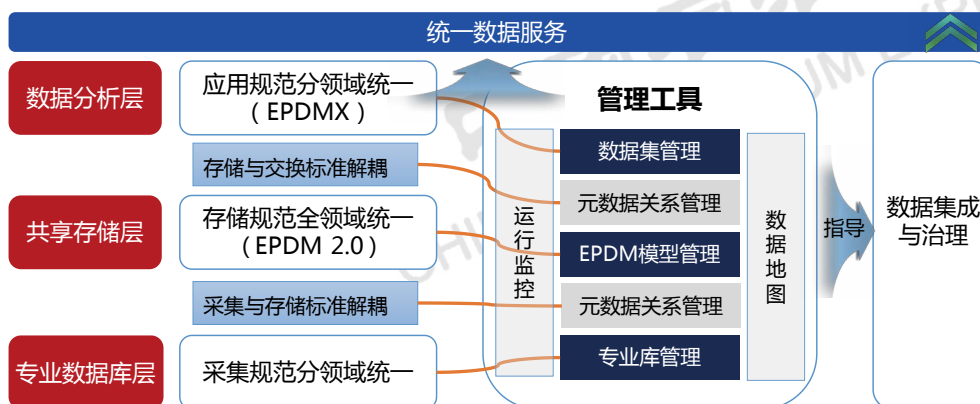 统一数据服务
数据分析层
应用规范分领域统一
（EPDMX）
存储与交换标准解耦
共享存储层
存储规范全领域统一
（EPDM 2.0）
采集与存储标准解耦
专业数据库层
采集规范分领域统一
管理工具
运行监控
数据集管理
元数据关系管理
EPDM模型管理
元数据关系管理
专业库管理
数据地图
指导
数据集成
与治理